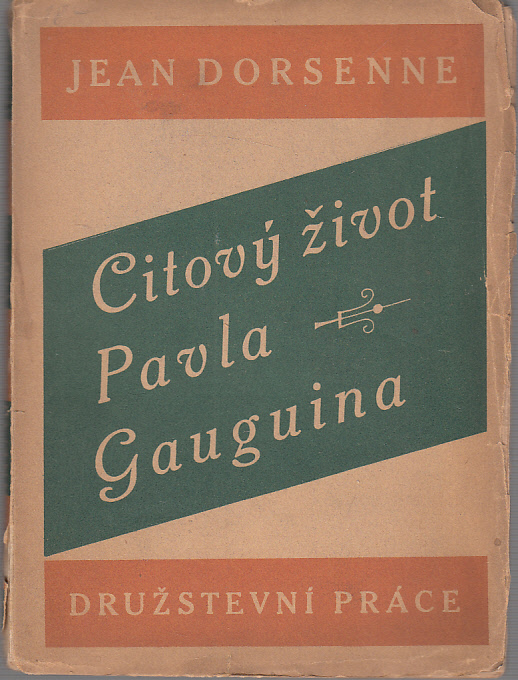 JEAN DORSENNE
Citový život
Pavla
Gauguina
DRUŽSTEVNÍ PRÁCE